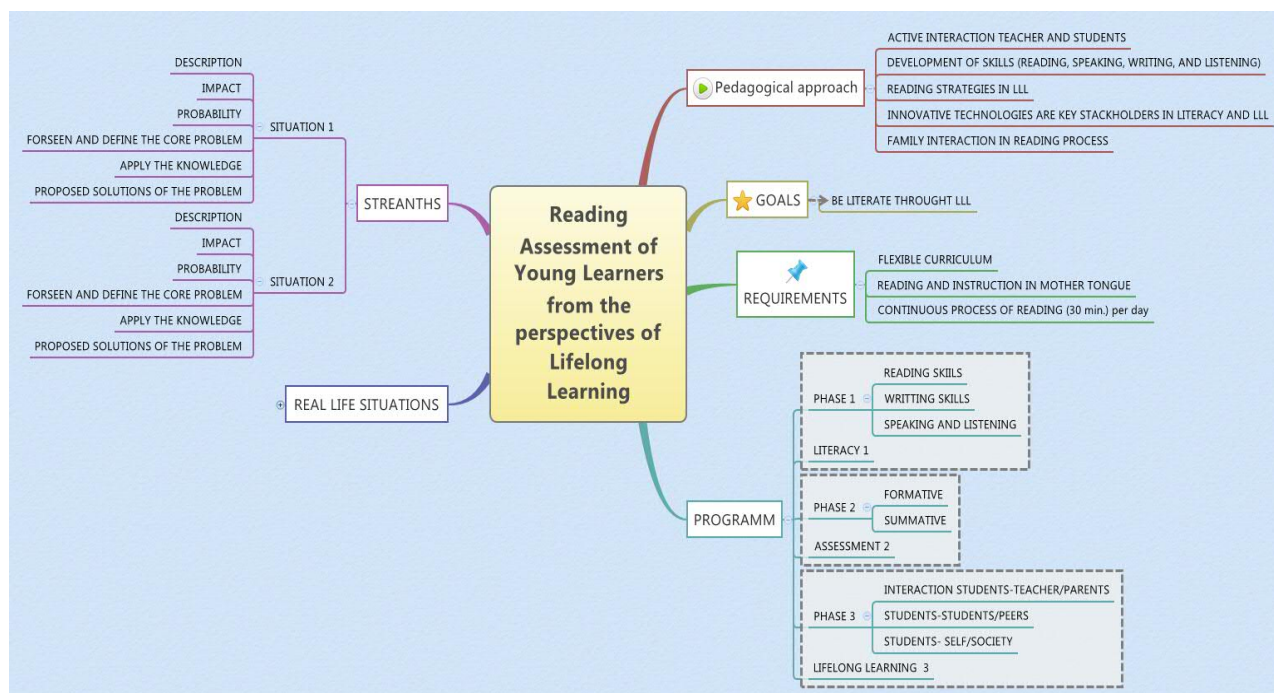 Reading
Assessment of
Young Learners
from the
perspectives of
Lifelong
Learning
Pedagogical approach
ACTIVE INTERACTION TEACHER AND STUDENTS
DEVELOPMENT OF SKILLS (READING, SPEAKING, WRITING, AND LISTENING)
READING STRATEGIES IN LLL
INNOVATIVE TECHNOLOGIES ARE KEY STACKHOLDERS IN LITERACY AND LLL
FAMILY INTERACTION IN READING PROCESS
GOALS
BE LITERATE THROUGHT LLL
REQUIREMENTS
FLEXIBLE CURRICULUM
READING AND INSTRUCTION IN MOTHER TONGUE
CONTINUOUS PROCESS OF READING (30 min.) per day
PROGRAMM
PHASE 1
READING SKIILS
WRITTING SKILLS
SPEAKING AND LISTENING
LITERACY 1
PHASE 2
FORMATIVE
SUMMATIVE
ASSESSMENT 2
PHASE 3
INTERACTION STUDENTS-TEACHER/PARENTS
STUDENTS-STUDENTS/PEERS
STUDENTS- SELF/SOCIETY
LIFELONG LEARNING 3
STREANTHS
SITUATION 1
DESCRIPTION
IMPACT
PROBABILITY
FORSEEN AND DEFINE THE CORE PROBLEM
APPLY THE KNOWLEDGE
PROPOSED SOLUTIONS OF THE PROBLEM
SITUATION 2
DESCRIPTION
IMPACT
PROBABILITY
FORSEEN AND DEFINE THE CORE PROBLEM
APPLY THE KNOWLEDGE
PROPOSED SOLUTIONS OF THE PROBLEM
REAL LIFE SITUATIONS